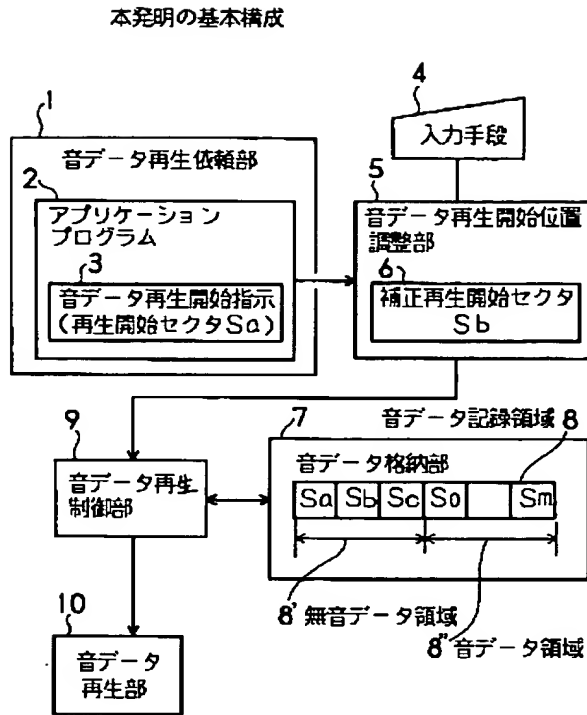 本発明の基本構成
1
音データ再生依頼部
2
アプリケーション
プログラム
3
音データ再生開始指示
(再生開始セクタSa)
4
入力手段
5
音データ再生開始位置
調整部
6
補正再生開始セクタ
Sb
9
音データ再生
制御部
7
音データ記録領域
8
音データ格納部
Sa Sb Sc So Sm
8' 無音データ領域
8" 音データ領域
10
音データ
再生部